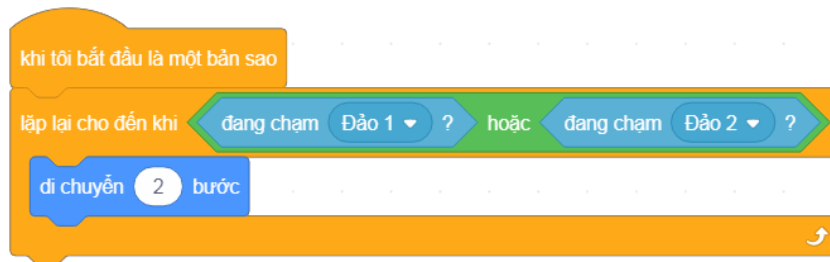 khi tôi bắt đầu là một bản sao
lặp lại cho đến khi đang chạm Đảo 1 ? hoặc đang chạm Đảo 2 ?
di chuyển 2 bước